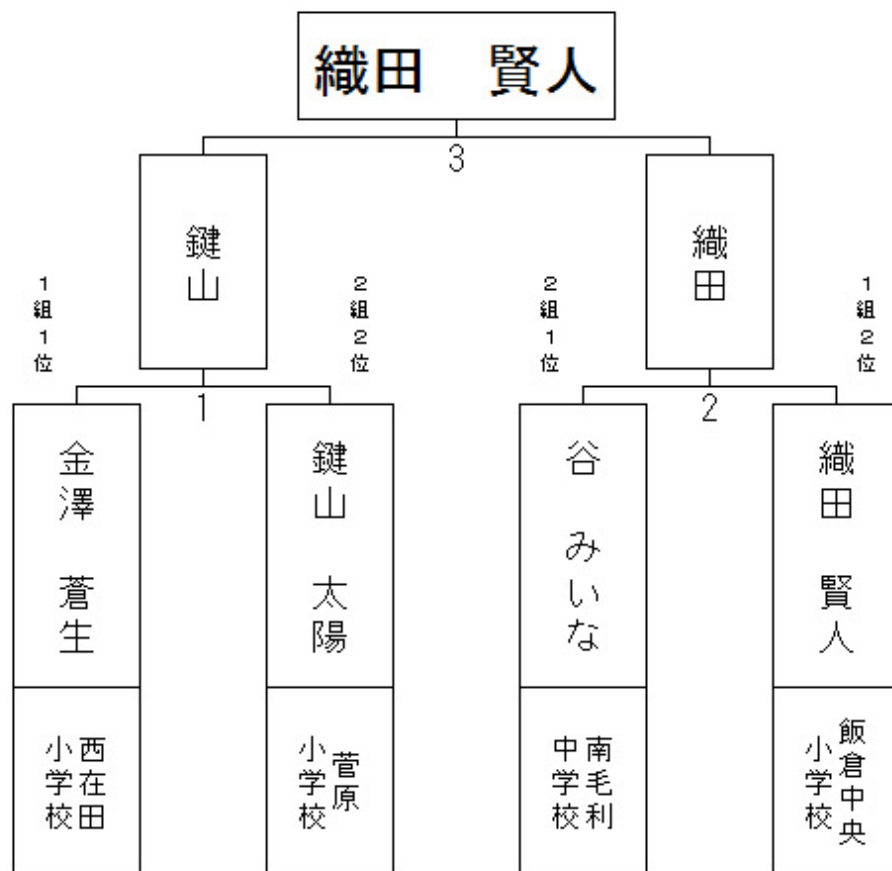 織田　賢人
3
鍵山
織田
1組1位
2組2位
2組1位
1組2位
1
2
金澤　蒼生
鍵山　太陽
谷　みいな
織田　賢人
西在田
小学校
菅原
小学校
南毛利
中学校
飯倉中央
小学校